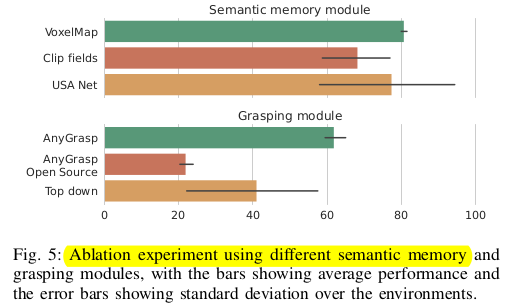 Semantic memory module
VoxelMap
Clip fields
USA Net
Grasping module
AnyGrasp
AnyGrasp
Open Source
Top down
0 20 40 60 80 100
Fig. 5: Ablation experiment using different semantic memory and
grasping modules, with the bars showing average performance and
the error bars showing standard deviation over the environments.